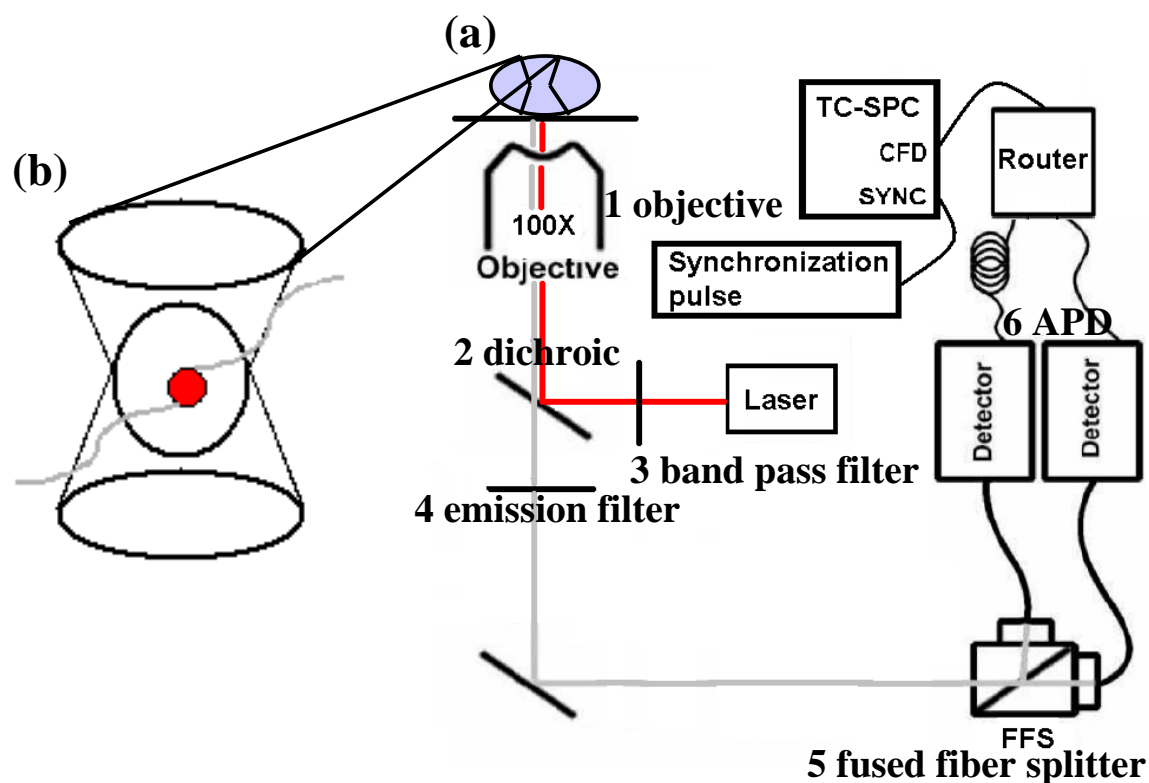 (a)
(b)
TC-SPC
CFD
SYNC
Router
1 objective
100X
Objective
Synchronization
pulse
6 APD
2 dichroic
Laser
Detector
Detector
3 band pass filter
4 emission filter
FFS
5 fused fiber splitter